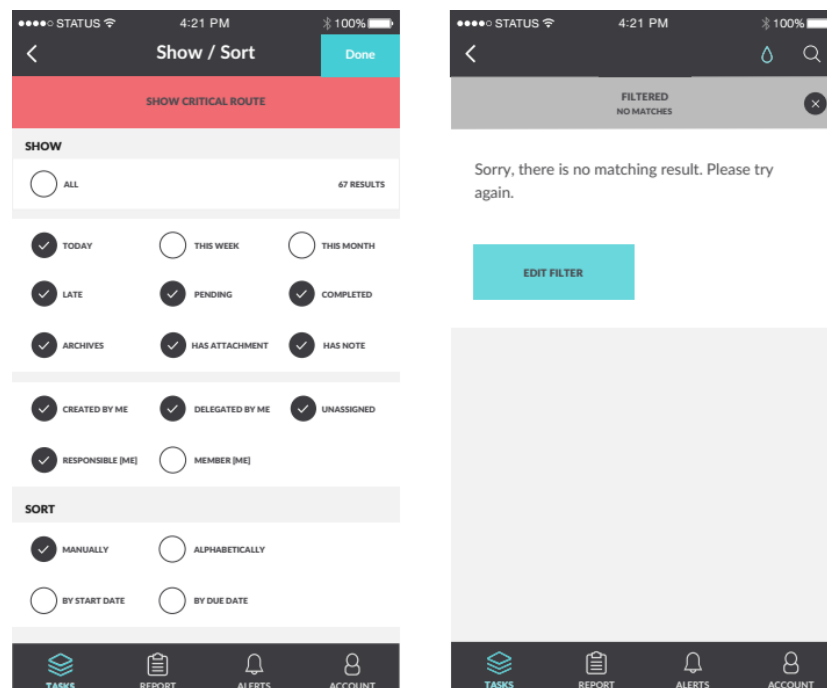 STATUS 4:21 PM 100%
Show / Sort Done
SHOW CRITICAL ROUTE
SHOW
ALL 67 RESULTS
TODAY THIS WEEK THIS MONTH
LATE PENDING COMPLETED
ARCHIVES HAS ATTACHMENT HAS NOTE
CREATED BY ME DELEGATED BY ME UNASSIGNED
RESPONSIBLE [ME] MEMBER [ME]
SORT
MANUALLY ALPHABETICALLY
BY START DATE BY DUE DATE
TASKS REPORT ALERTS ACCOUNT
STATUS 4:21 PM 100%
FILTERED
NO MATCHES
Sorry, there is no matching result. Please try
again.
EDIT FILTER
TASKS REPORT ALERTS ACCOUNT